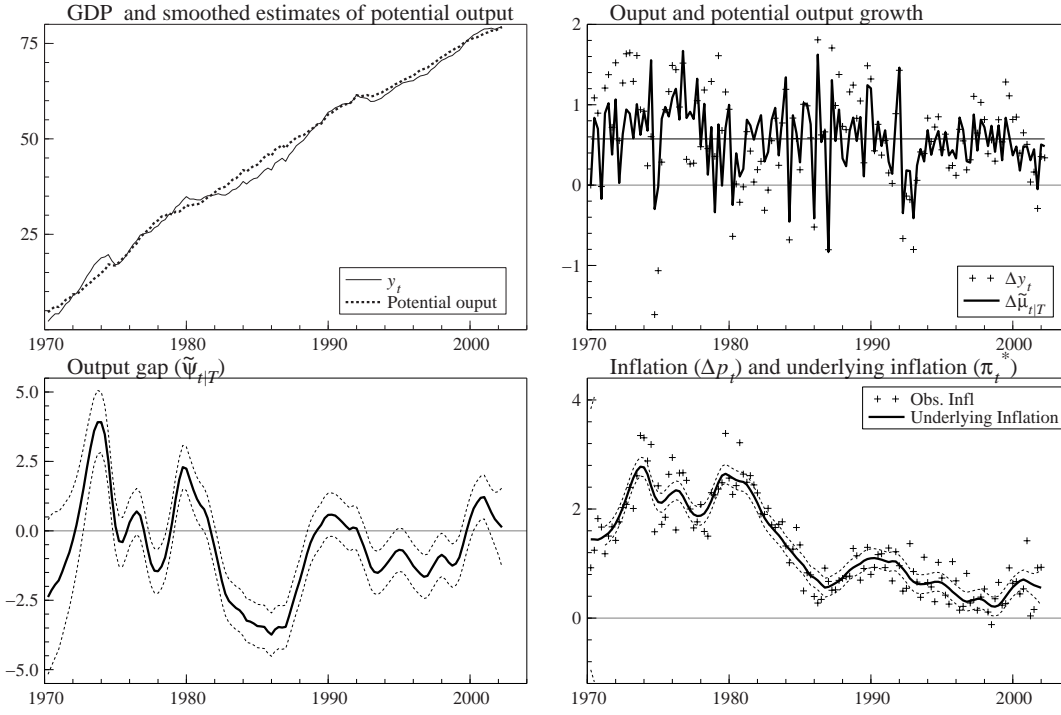 GDP and smoothed estimates of potential output
75
50
25
y_t
Potential ouput
1970 1980 1990 2000
Ouput and potential output growth
2
1
0
−1
Δy_t
Δμ̃_{t|T}
1970 1980 1990 2000
Output gap (ψ̃_{t|T})
5.0
2.5
0.0
−2.5
−5.0
1970 1980 1990 2000
Inflation (Δp_t) and underlying inflation (π_t^*)
4
2
0
Obs. Infl
Underlying Inflation
1970 1980 1990 2000